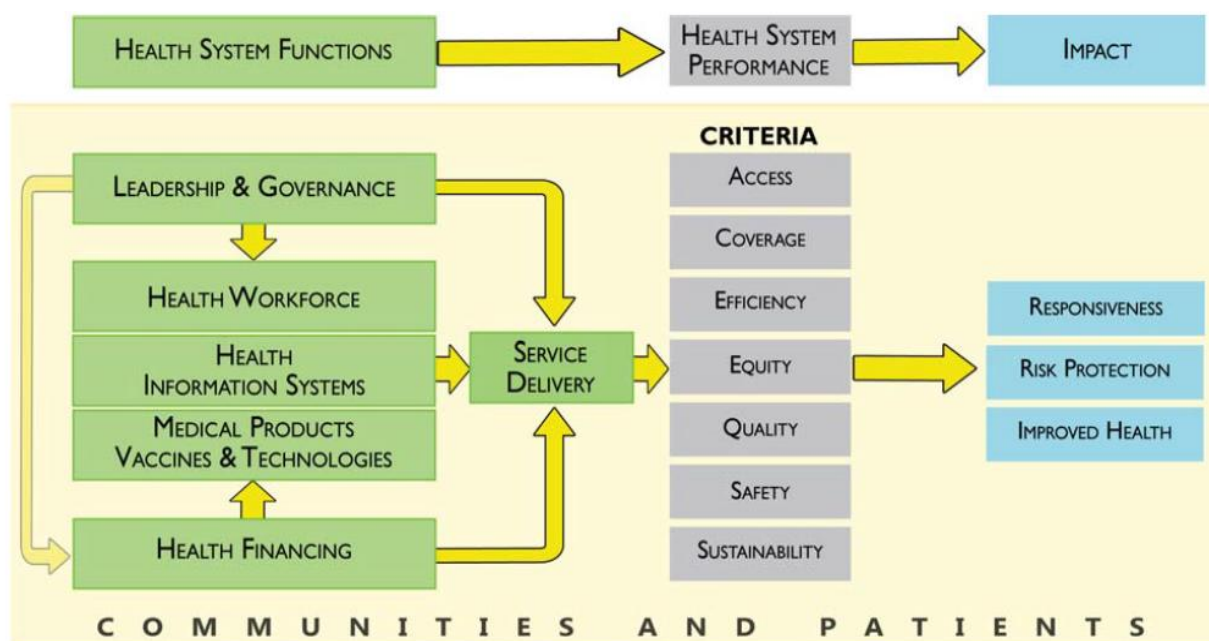 HEALTH SYSTEM FUNCTIONS
HEALTH SYSTEM
PERFORMANCE
IMPACT
CRITERIA
LEADERSHIP & GOVERNANCE
HEALTH WORKFORCE
HEALTH
INFORMATION SYSTEMS
MEDICAL PRODUCTS
VACCINES & TECHNOLOGIES
HEALTH FINANCING
SERVICE
DELIVERY
ACCESS
COVERAGE
EFFICIENCY
EQUITY
QUALITY
SAFETY
SUSTAINABILITY
RESPONSIVENESS
RISK PROTECTION
IMPROVED HEALTH
COMMUNITIES AND PATIENTS